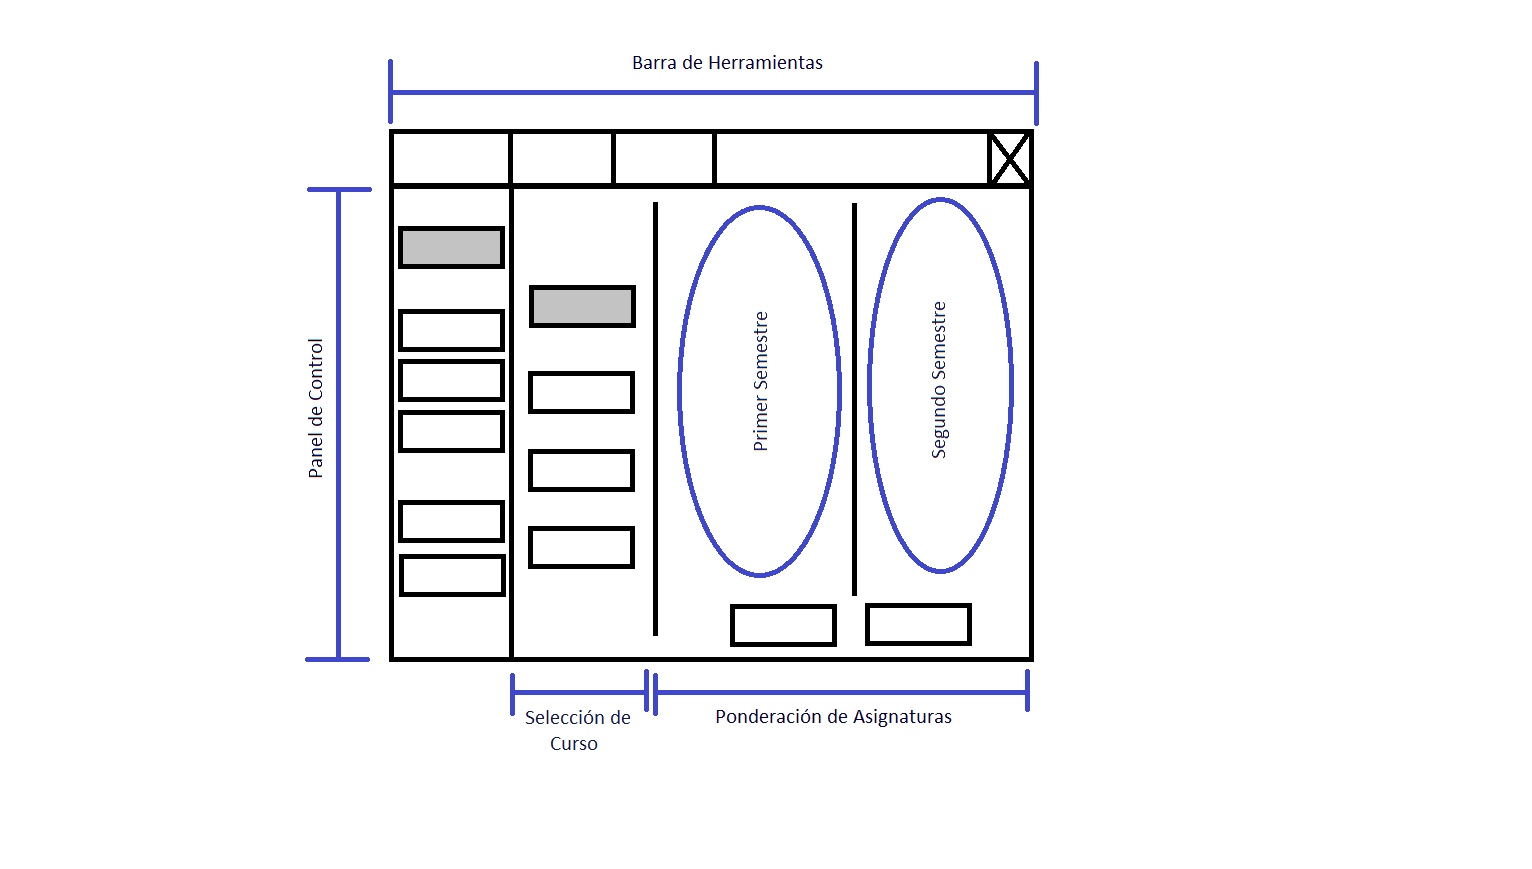 Barra de Herramientas
Panel de Control
Primer Semestre
Segundo Semestre
Selección de
Curso
Ponderación de Asignaturas